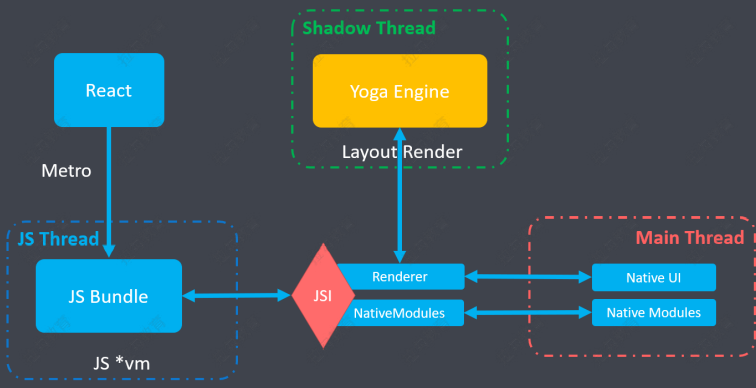 Shadow Thread
React
Yoga Engine
Layout Render
Metro
JS Thread
Main Thread
JS Bundle
JSI
Renderer
Native UI
NativeModules
Native Modules
JS *vm